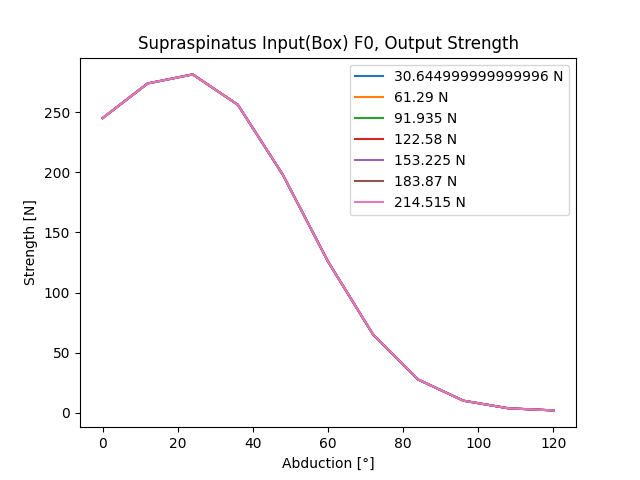 Supraspinatus Input(Box) F0, Output Strength
30.644999999999996 N
61.29 N
91.935 N
122.58 N
153.225 N
183.87 N
214.515 N
250
200
150
100
50
0
Strength [N]
0 20 40 60 80 100 120
Abduction [°]